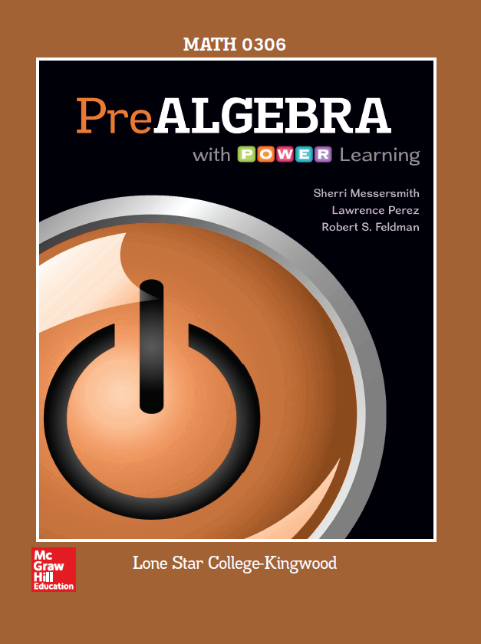 MATH 0306
PreALGEBRA
with POWER Learning
Sherri Messersmith
Lawrence Perez
Robert S. Feldman
Mc
Graw
Hill
Education
Lone Star College-Kingwood